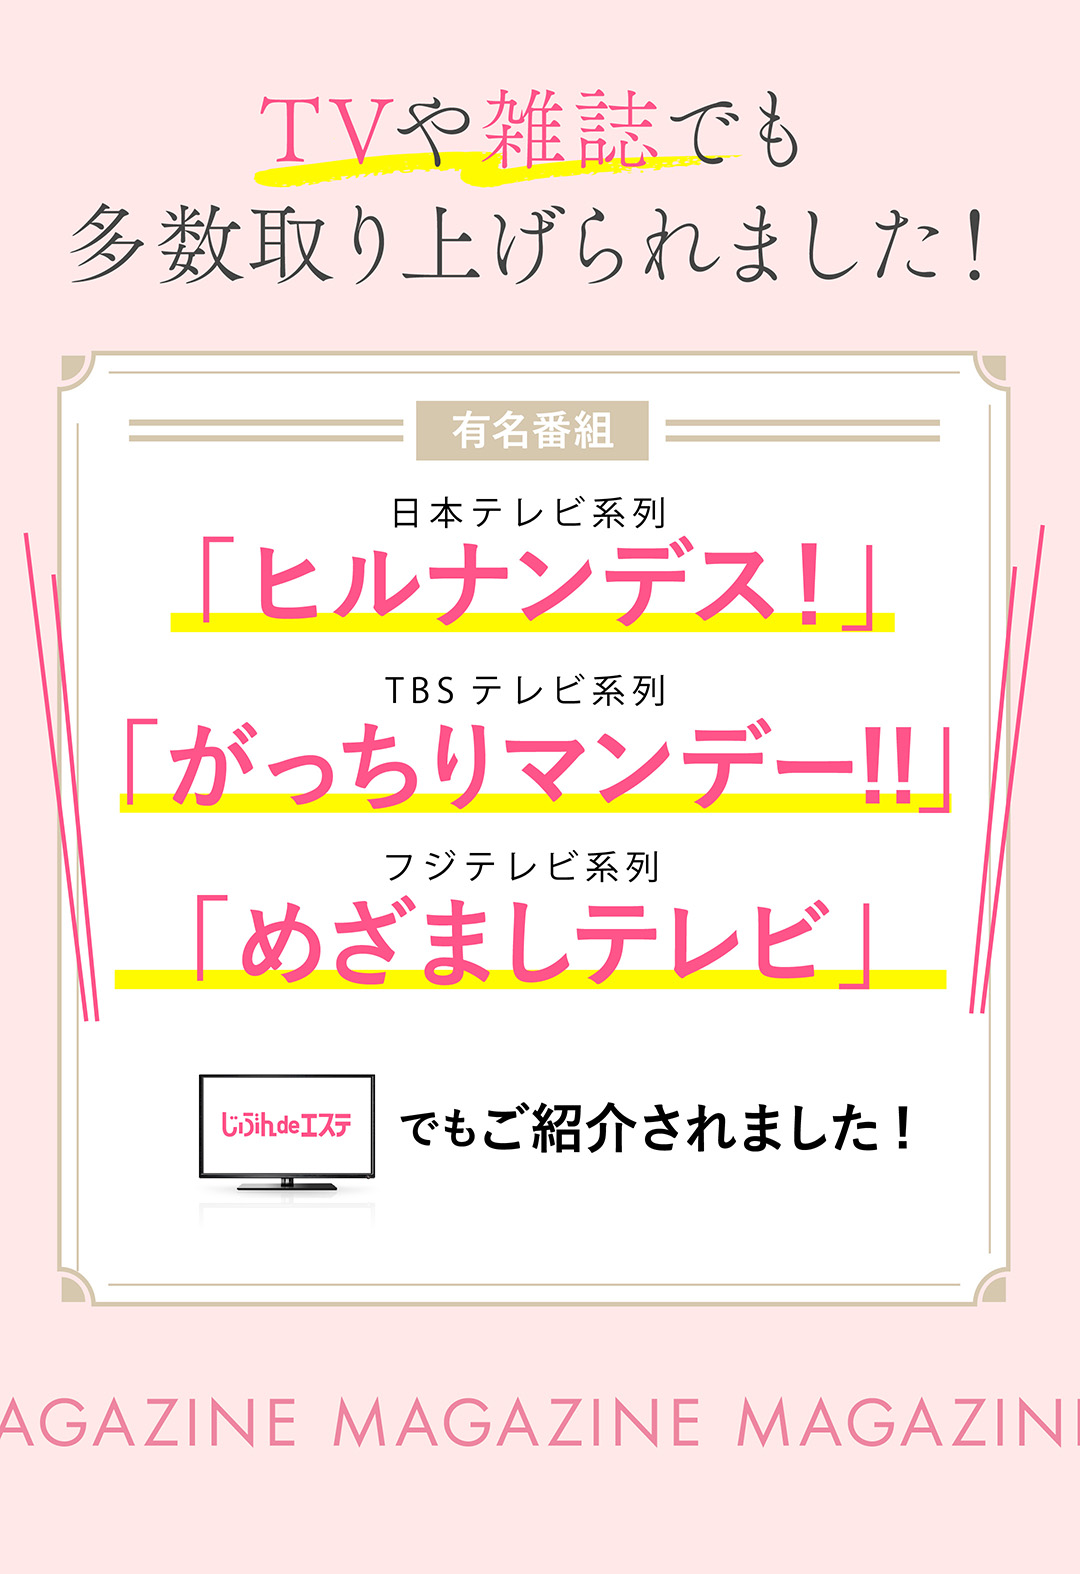 TVや雑誌でも
多数取り上げられました！
有名番組
日本テレビ系列
「ヒルナンデス！」
TBS テレビ系列
「がっちりマンデー!!」
フジテレビ系列
「めざましテレビ」
じぶんdeエステ
でもご紹介されました！
AGAZINE MAGAZINE MAGAZIN